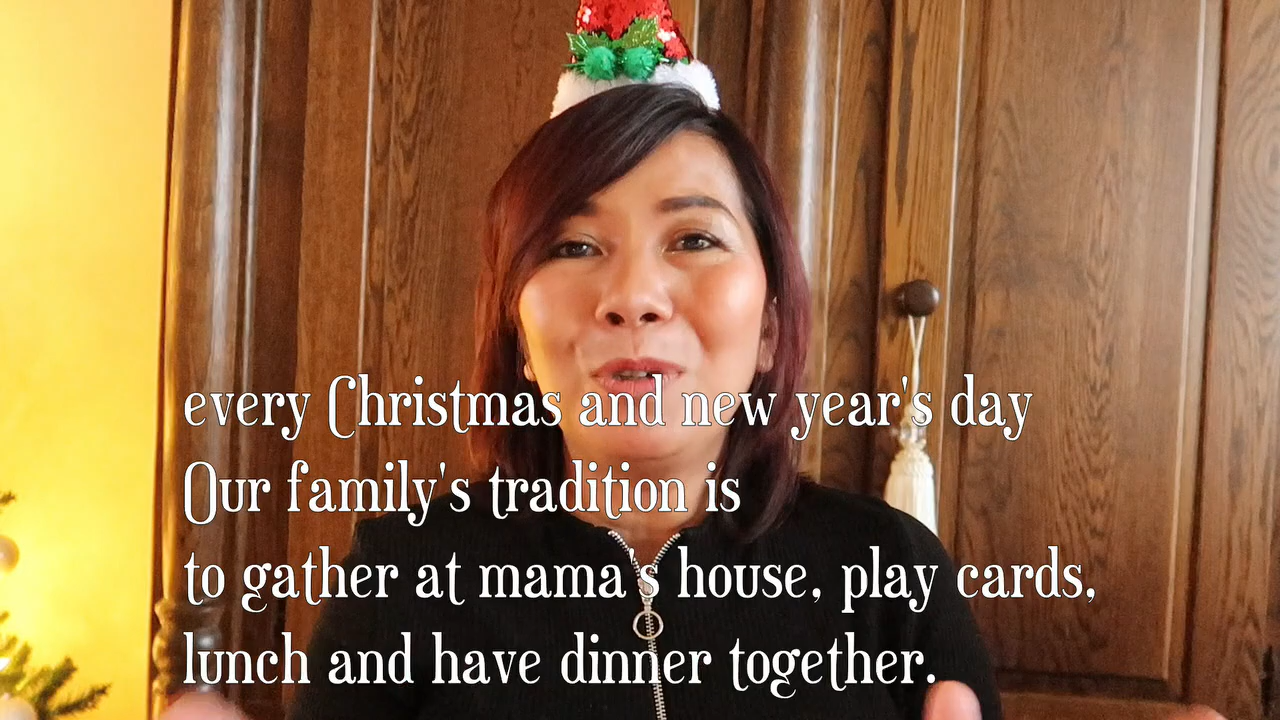 every Christmas and new year's day
Our family's tradition is
to gather at mama's house, play cards,
lunch and have dinner together.